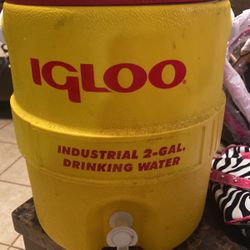 IGLOO
INDUSTRIAL 2-GAL.
DRINKING WATER